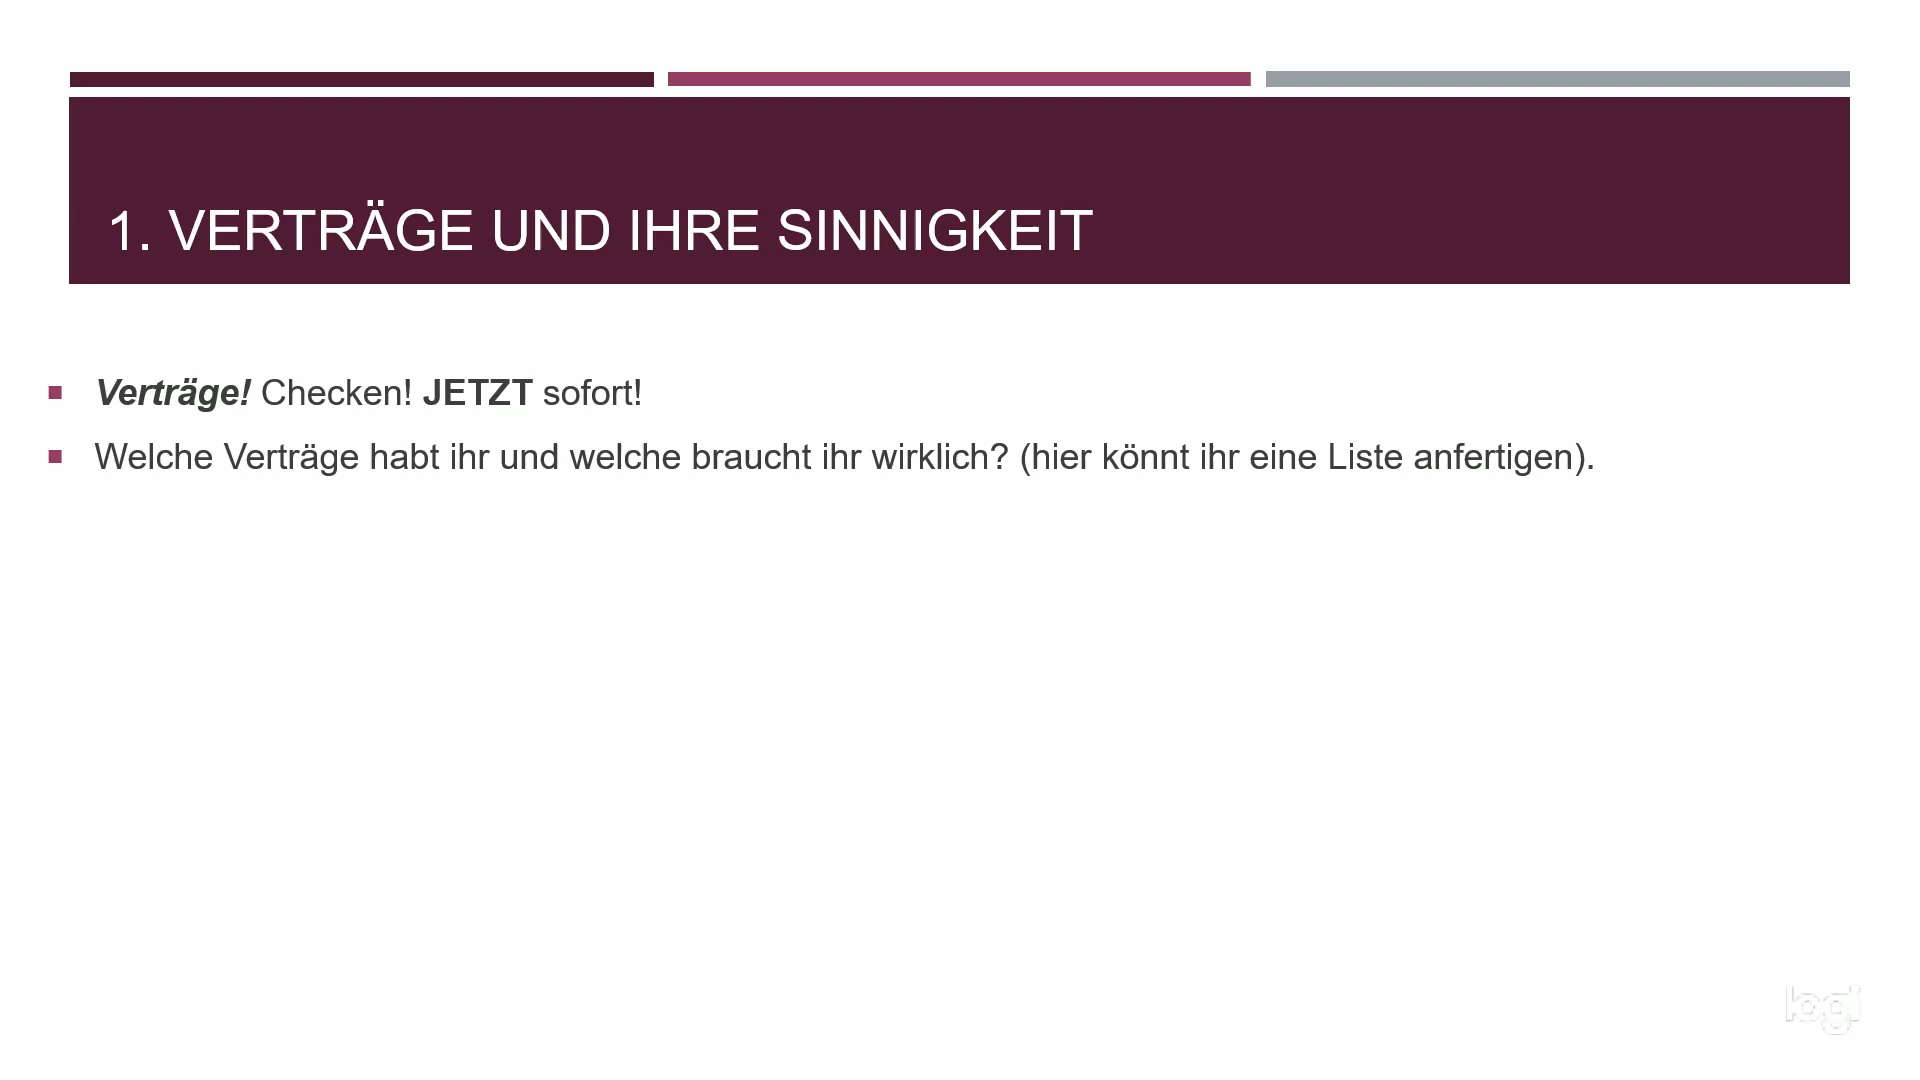 1. VERTRÄGE UND IHRE SINNIGKEIT
Verträge! Checken! JETZT sofort!
Welche Verträge habt ihr und welche braucht ihr wirklich? (hier könnt ihr eine Liste anfertigen).
logi